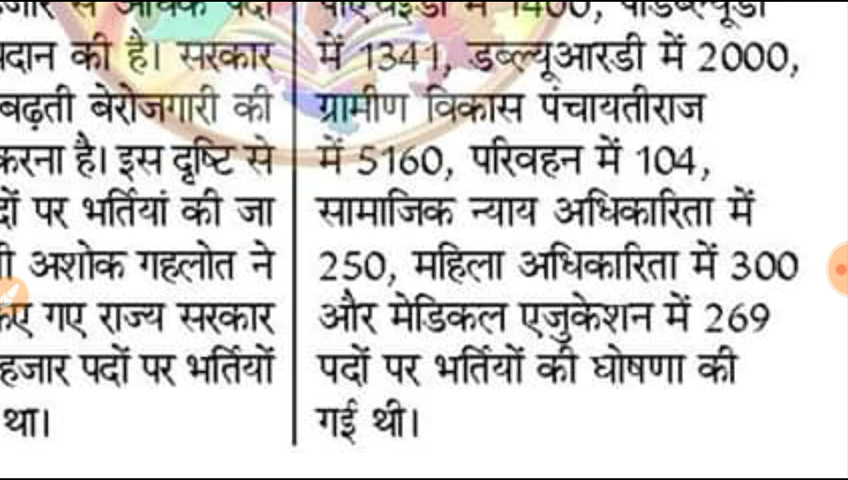 की है। सरकार
बढ़ती बेरोजगारी की
करना है। इस दृष्टि से
पर भर्तियां की जा
अशोक गहलोत ने
गए राज्य सरकार
हजार पदों पर भर्तियों
था।
में 1341, डब्ल्यूआरडी में 2000,
ग्रामीण विकास पंचायतीराज
में 5160, परिवहन में 104,
सामाजिक न्याय अधिकारिता में
250, महिला अधिकारिता में 300
और मेडिकल एजुकेशन में 269
पदों पर भर्तियों की घोषणा की
गई थी।